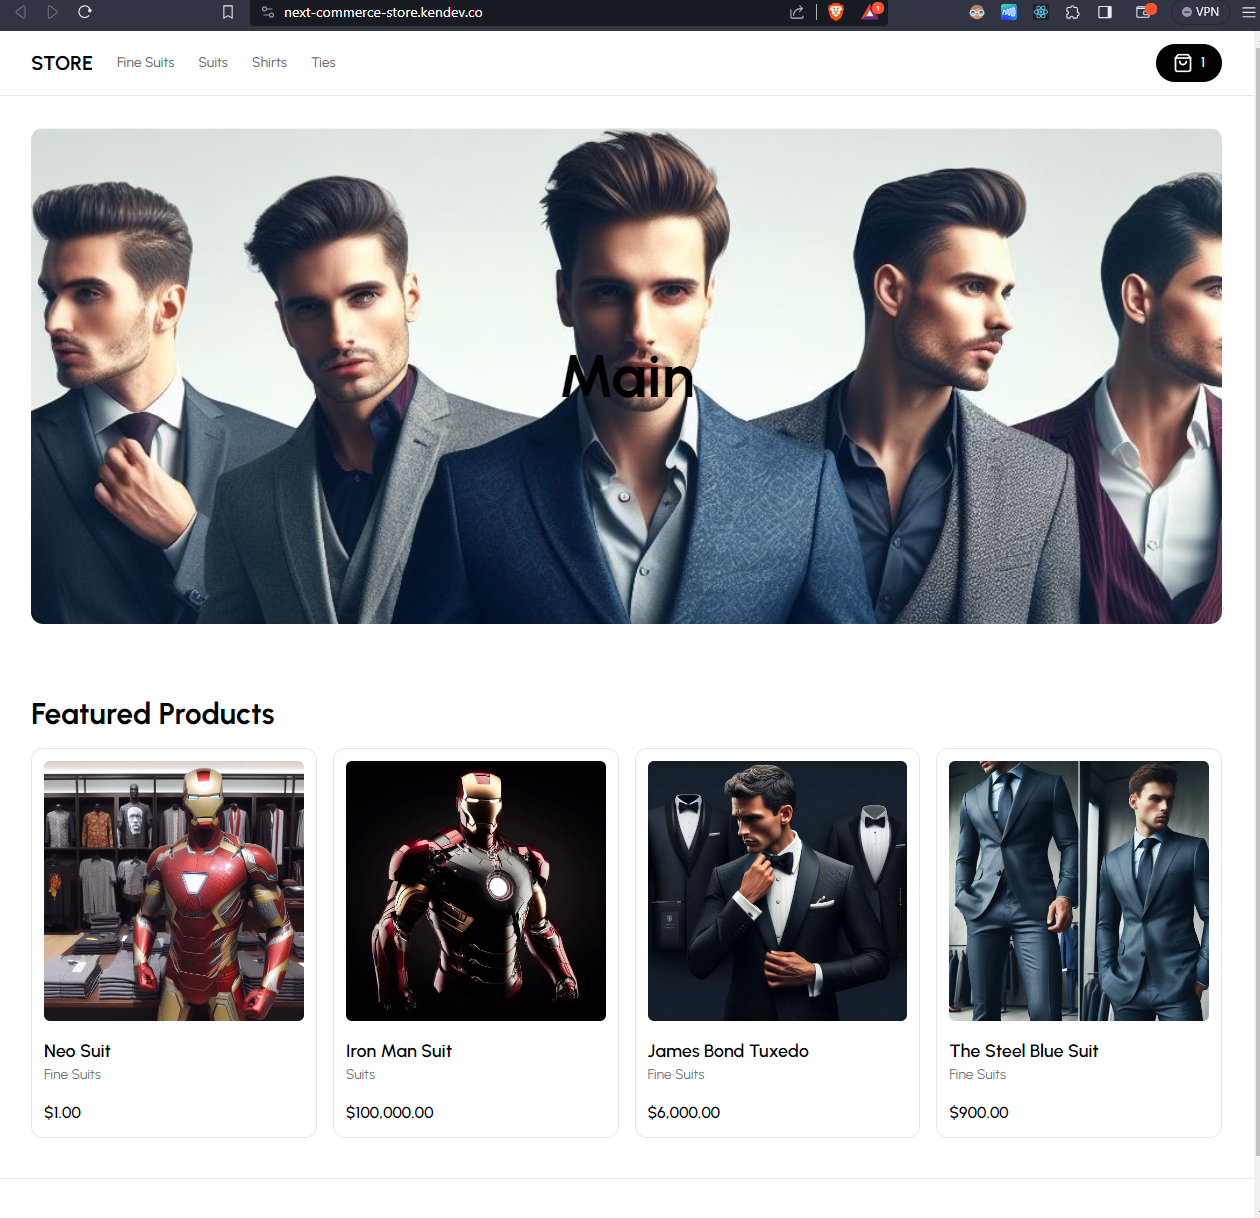 next-commerce-store.kendev.co
1
VPN
STORE
Fine Suits
Suits
Shirts
Ties
1
Main
Featured Products
Neo Suit
Fine Suits
$1.00
Iron Man Suit
Suits
$100,000.00
James Bond Tuxedo
Fine Suits
$6,000.00
The Steel Blue Suit
Fine Suits
$900.00